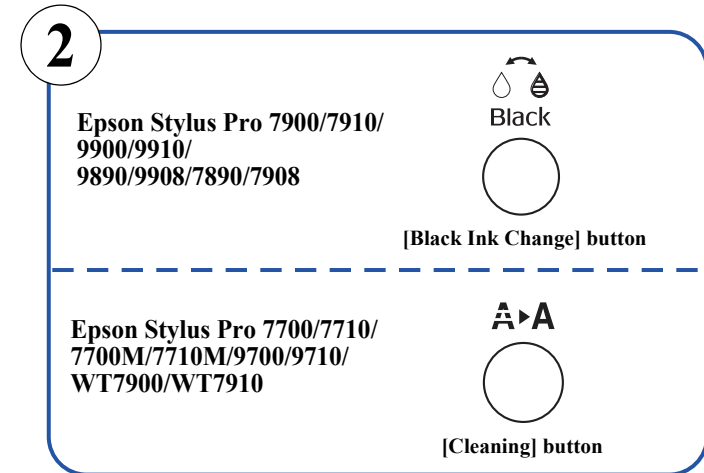 2
Epson Stylus Pro 7900/7910/
9900/9910/
9890/9908/7890/7908
Black
[Black Ink Change] button
Epson Stylus Pro 7700/7710/
7700M/7710M/9700/9710/
WT7900/WT7910
A▸A
[Cleaning] button